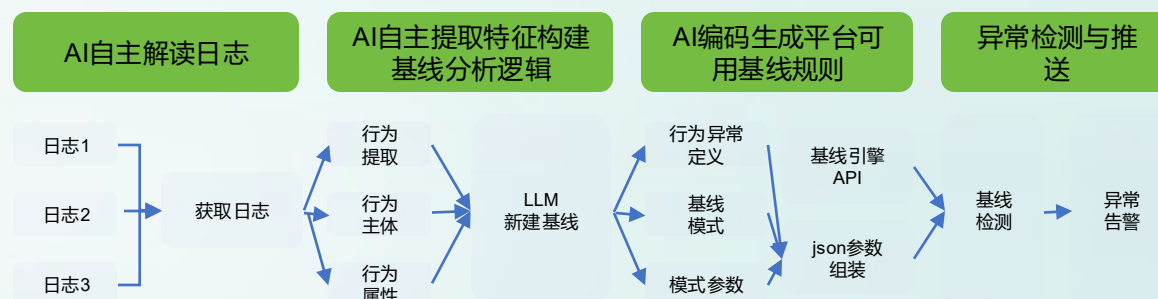 AI自主解读日志
AI自主提取特征构建
基线分析逻辑
AI编码生成平台可
用基线规则
异常检测与推
送
日志1
日志2
日志3
获取日志
行为
提取
行为
主体
行为
属性
LLM
新建基线
行为异常
定义
基线
模式
模式参数
基线引擎
API
json参数
组装
基线
检测
异常
告警